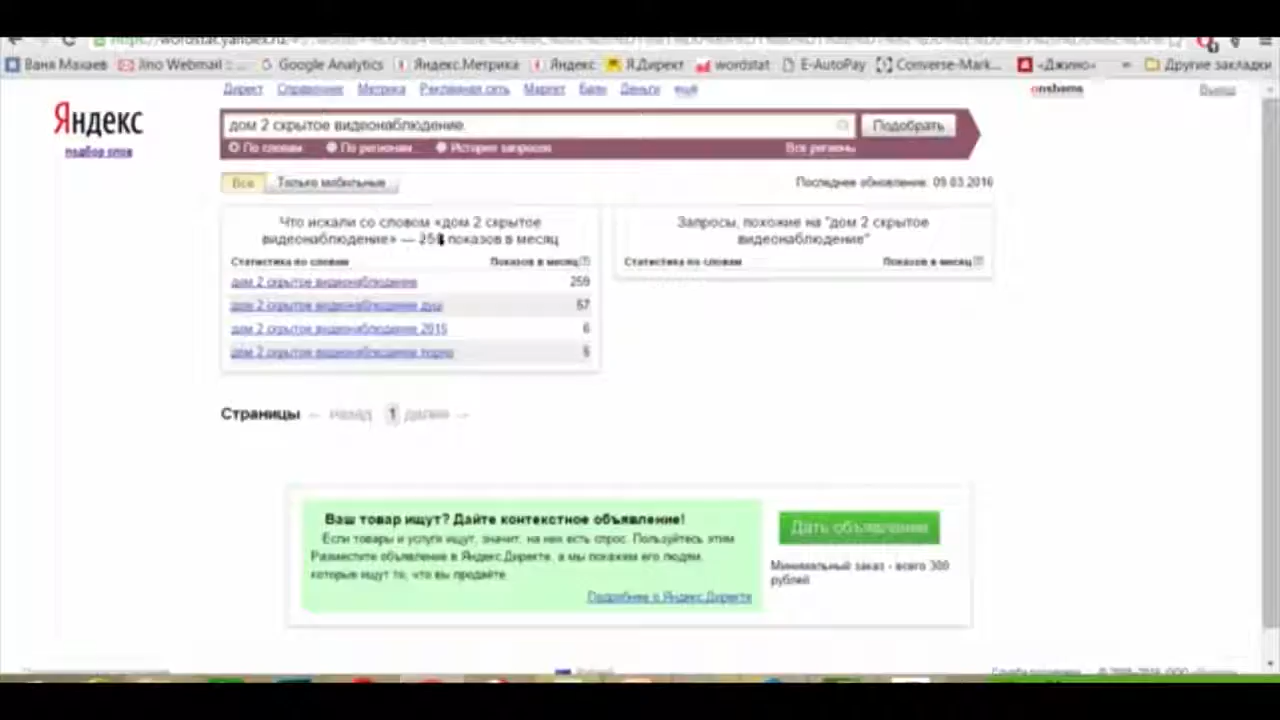 Ваня Махаев Jino Webmail :: ... Google Analytics Яндекс.Метрика Яндекс Я.Директ wordstat E-AutoPay Converse-Mark... «Джино» Другие закладки
Директ Справочник Метрика Рекламная сеть Маркет Баян Деньги ещё
onshoms Выход
Яндекс
подбор слов
дом 2 скрытое видеонаблюдение
Подобрать
По словам По регионам История запросов Все регионы
Все Только мобильные
Последнее обновление: 09.03.2016
Что искали со словом «дом 2 скрытое
видеонаблюдение» — 259 показов в месяц
Статистика по словам Показов в месяц
дом 2 скрытое видеонаблюдение 259
дом 2 скрытое видеонаблюдение душ 57
дом 2 скрытое видеонаблюдение 2015 6
дом 2 скрытое видеонаблюдение порно 5
Запросы, похожие на "дом 2 скрытое
видеонаблюдение"
Статистика по словам Показов в месяц
Страницы ← назад 1 далее →
Ваш товар ищут? Дайте контекстное объявление!
Если товары и услуги ищут, значит, на них есть спрос. Пользуйтесь этим
Разместите объявление в Яндекс.Директе, а мы покажем его людям,
которые ищут то, что вы продаёте.
Подробнее о Яндекс.Директе
Дать объявление
Минимальный заказ - всего 300
рублей